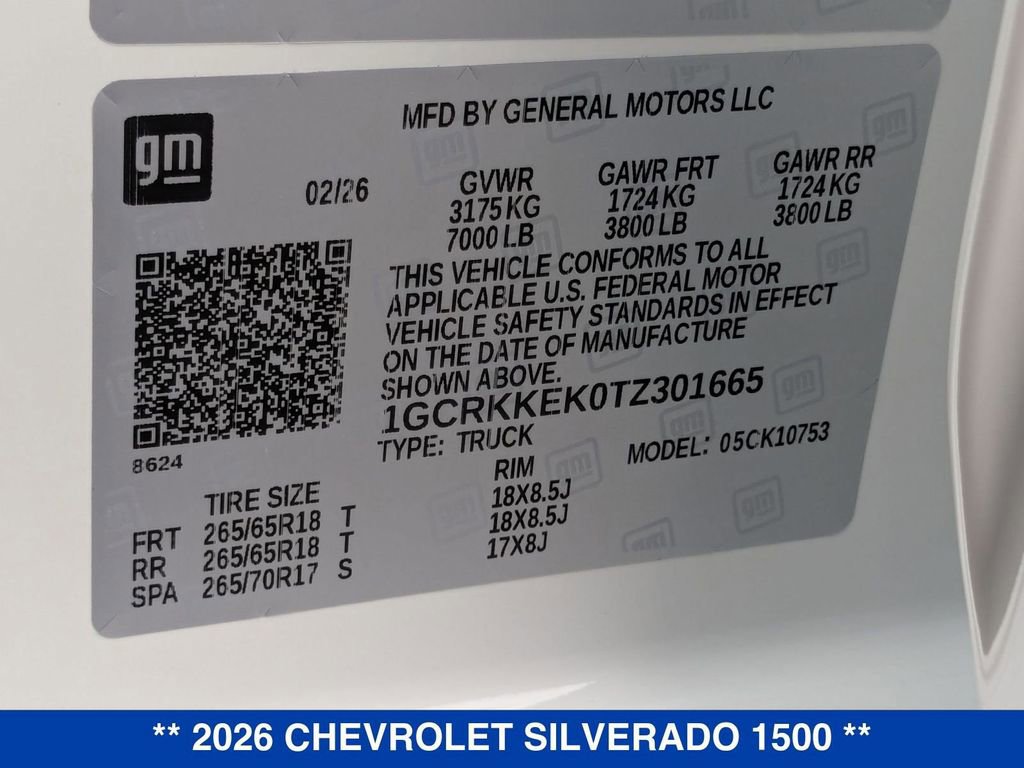 gm
MFD BY GENERAL MOTORS LLC
02/26
GVWR
3175 KG
7000 LB
GAWR FRT
1724 KG
3800 LB
GAWR RR
1724 KG
3800 LB
THIS VEHICLE CONFORMS TO ALL
APPLICABLE U.S. FEDERAL MOTOR
VEHICLE SAFETY STANDARDS IN EFFECT
ON THE DATE OF MANUFACTURE
SHOWN ABOVE.
1GCRKKEK0TZ301665
TYPE: TRUCK
MODEL: 05CK10753
8624
TIRE SIZE
RIM
FRT 265/65R18 T 18X8.5J
RR 265/65R18 T 18X8.5J
SPA 265/70R17 S 17X8J
** 2026 CHEVROLET SILVERADO 1500 **